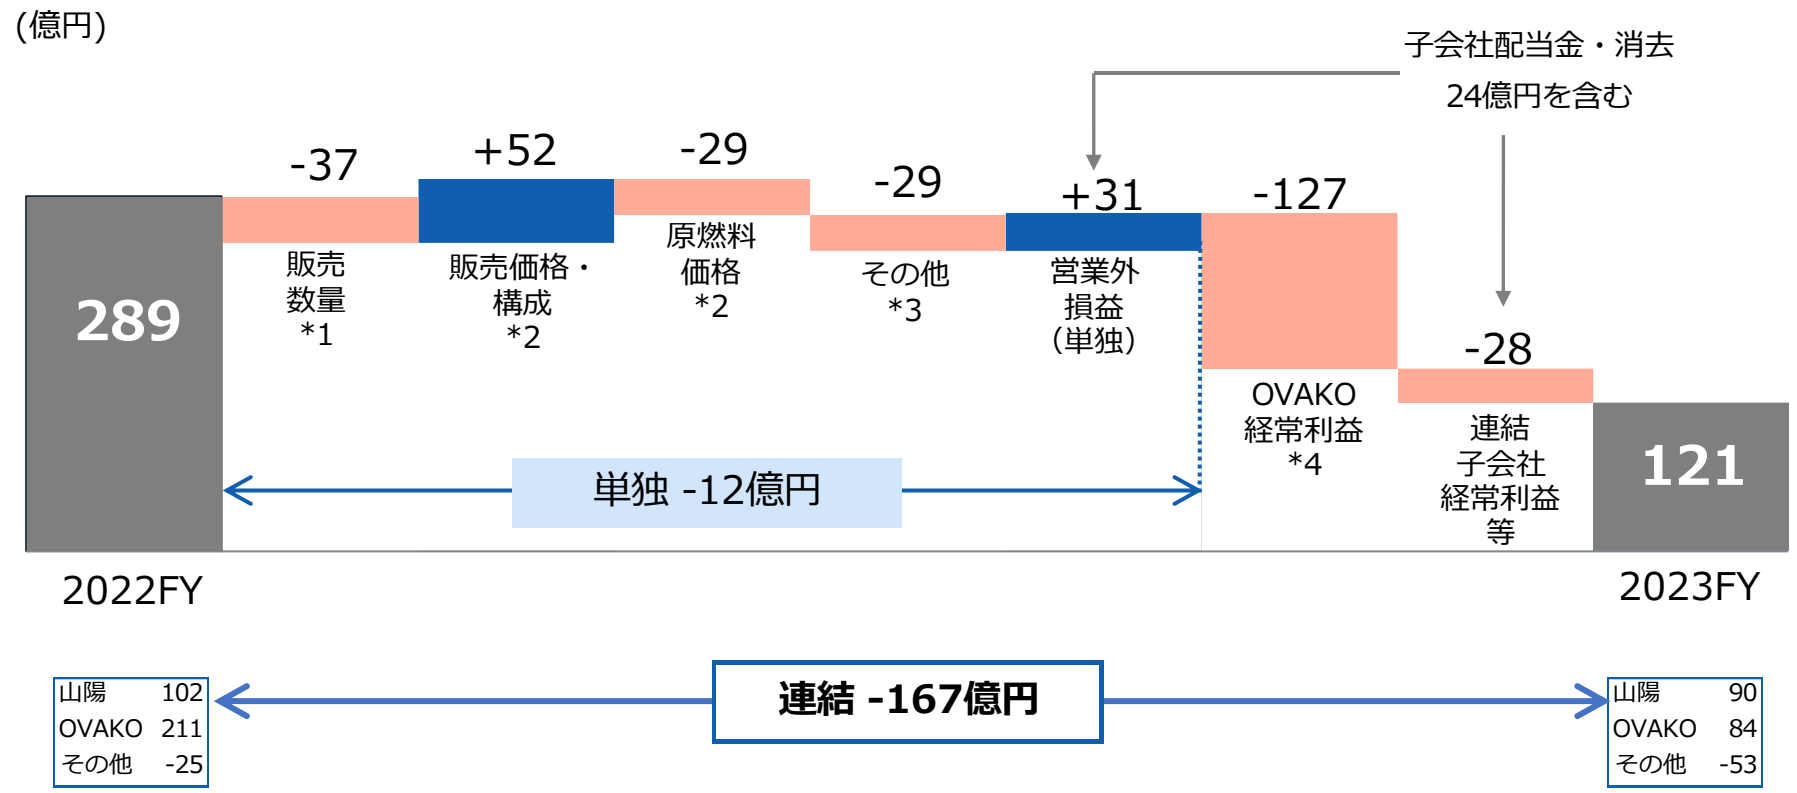 (億円)
子会社配当金・消去
24億円を含む
-37
+52
-29
-29
+31
-127
-28
販売
数量
*1
販売価格・
構成
*2
原燃料
価格
*2
その他
*3
営業外
損益
（単独）
OVAKO
経常利益
*4
連結
子会社
経常利益
等
289
121
単独 -12億円
2022FY
2023FY
連結 -167億円
山陽 102
OVAKO 211
その他 -25
山陽 90
OVAKO 84
その他 -53